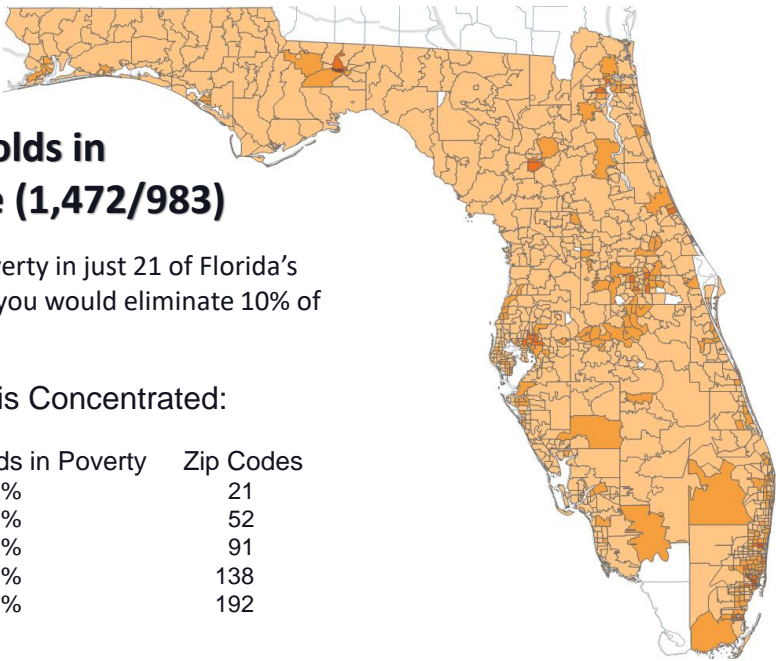 olds in
e (1,472/983)
erty in just 21 of Florida's
you would eliminate 10% of
is Concentrated:
ds in Poverty Zip Codes
% 21
% 52
% 91
% 138
% 192